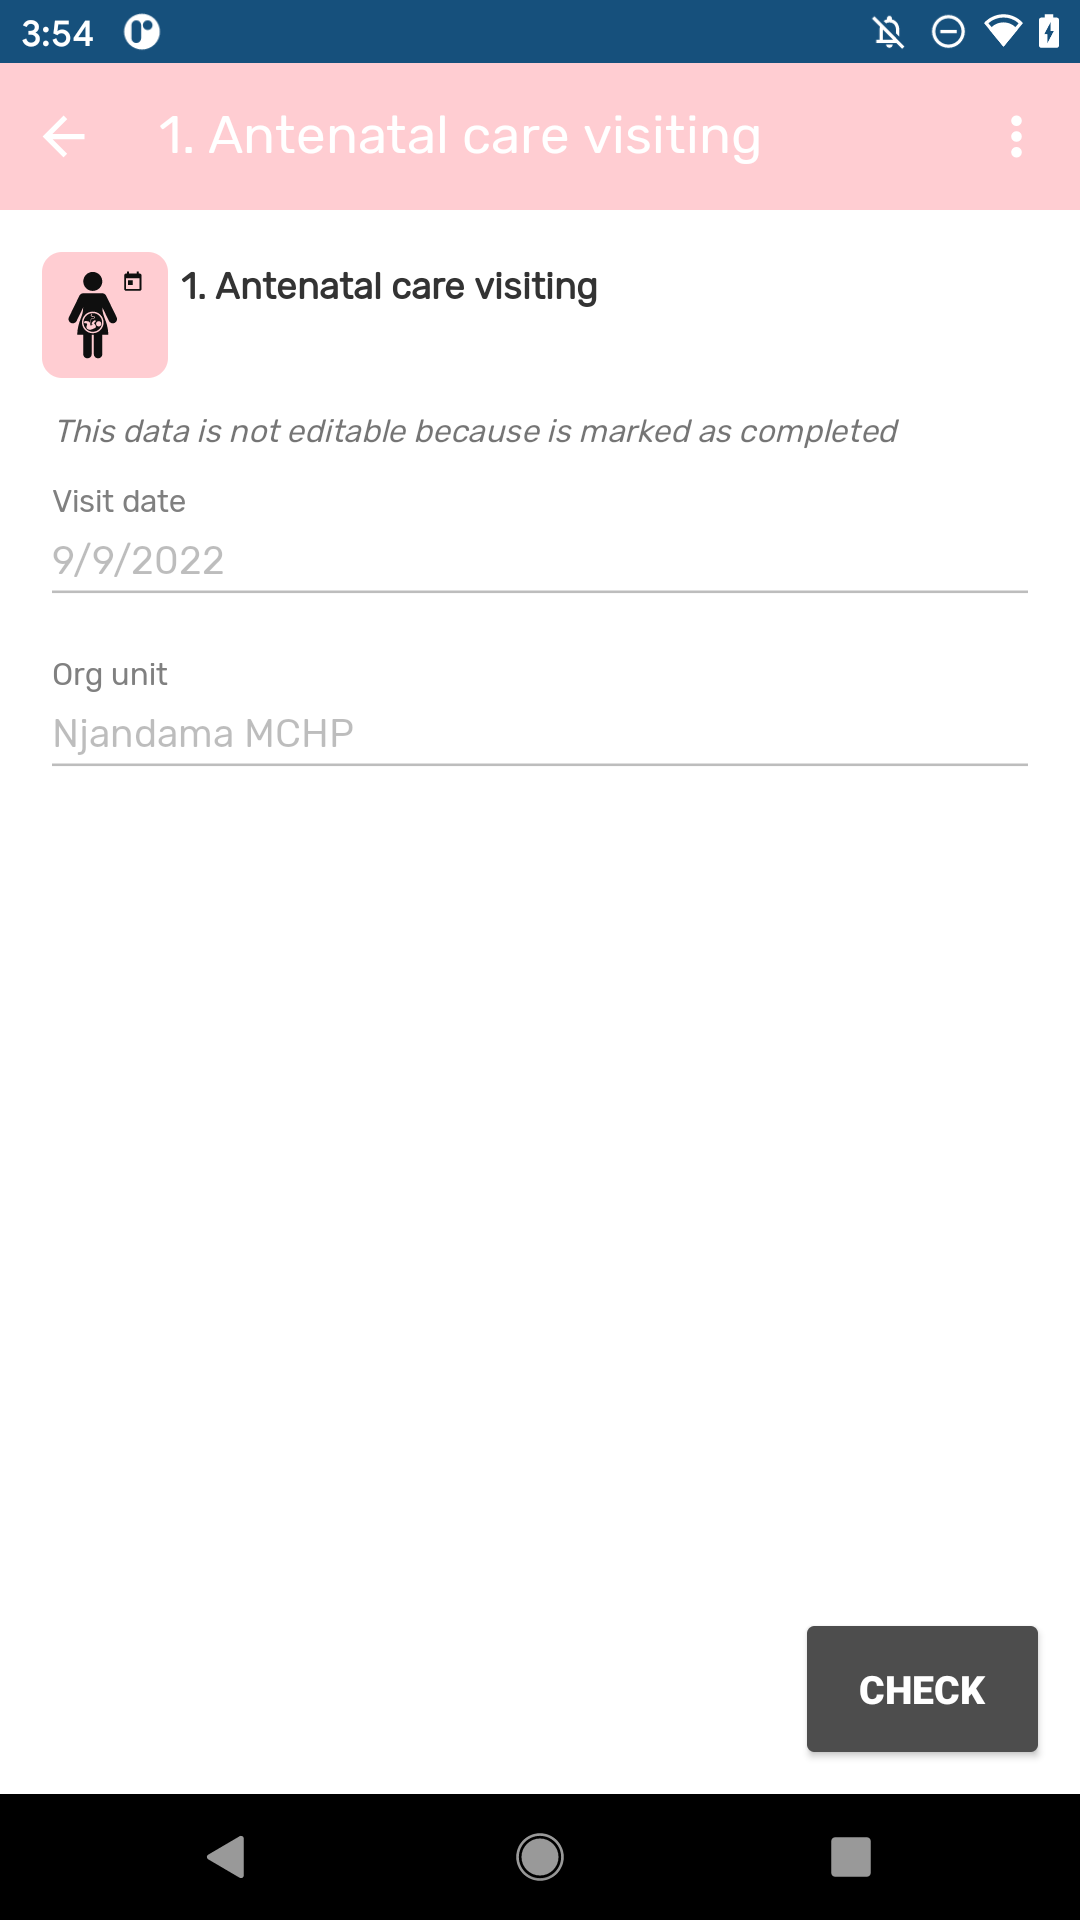 3:54
1. Antenatal care visiting
1. Antenatal care visiting
This data is not editable because is marked as completed
Visit date
9/9/2022
Org unit
Njandama MCHP
CHECK